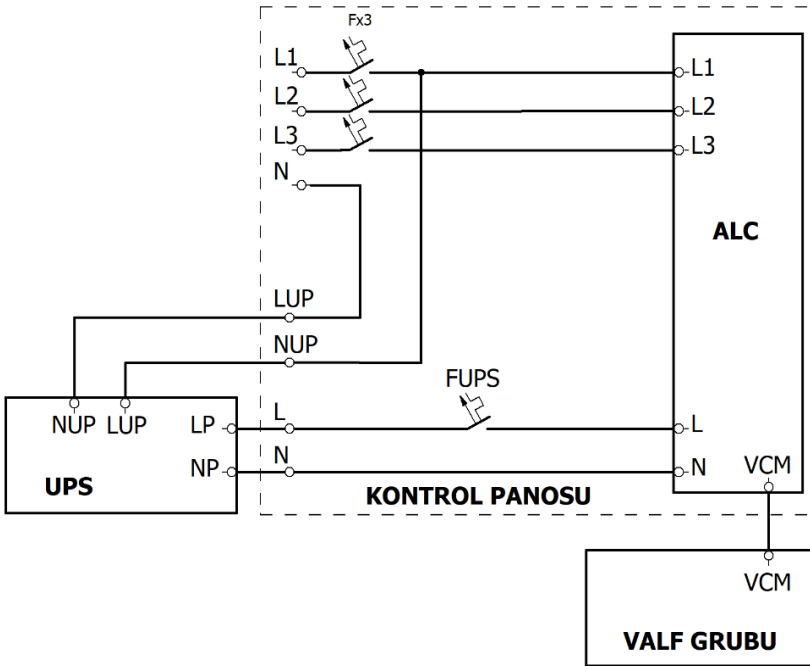 Fx3
L1
L1
L2
L2
L3
L3
N
ALC
LUP
NUP
FUPS
NUP LUP
LP
L
L
NP
N
N
VCM
UPS
KONTROL PANOSU
VCM
VALF GRUBU